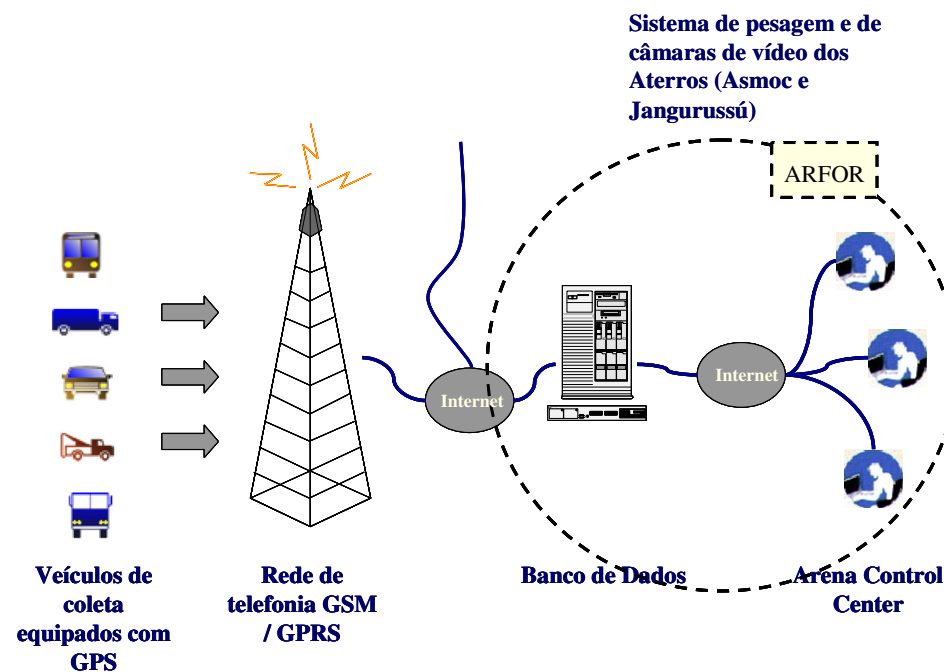 Sistema de pesagem e de
câmaras de vídeo dos
Aterros (Asmoc e
Jangurussú)
ARFOR
Internet
Internet
Veículos de
coleta
equipados com
GPS
Rede de
telefonia GSM
/ GPRS
Banco de Dados
Arena Control
Center